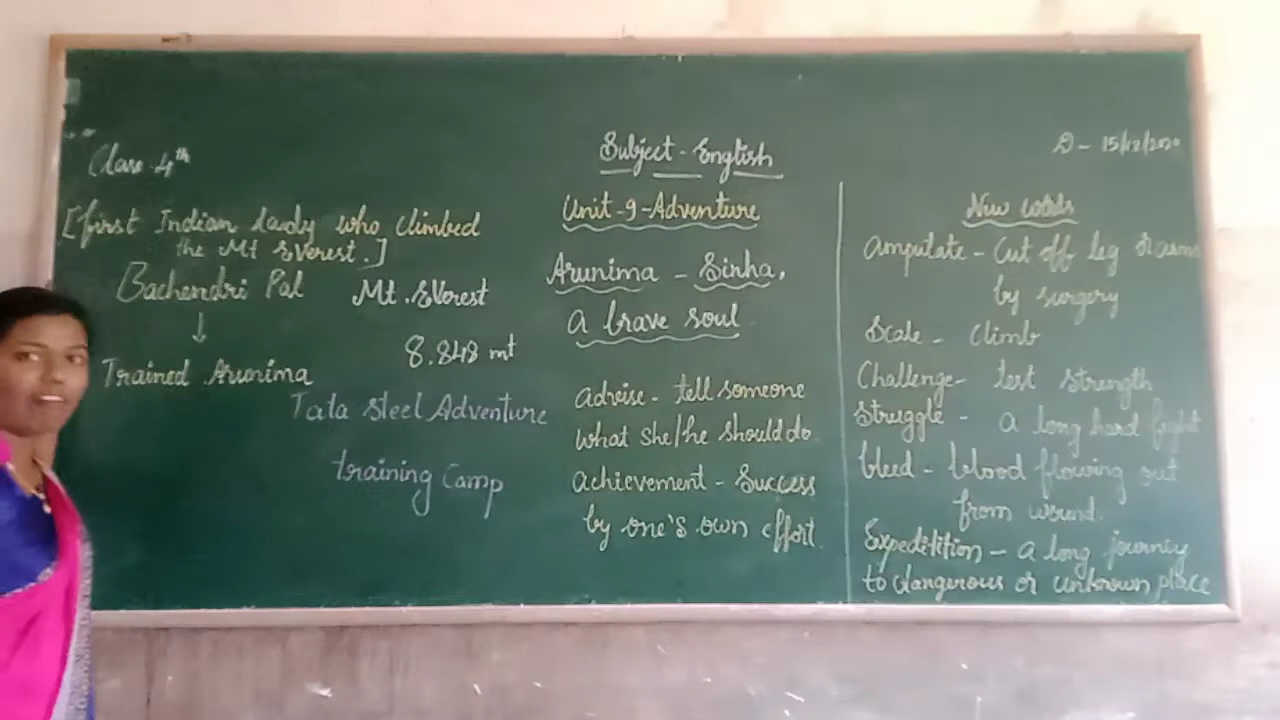 Class-4th
Subject-English
D- 15/12/2020
[first Indian laudy who climbed
the Mt Everest.]
Bachendri Pal
↓
Trained Arunima
Mt. Everest
8.848 mt
Tata Steel Adventure
training Camp
Unit-9-Adventure
Arunima - Sinha,
a brave soul
advise- tell someone
what she/he should do
achievement - Success
by one's own effort.
New words
amputate - Cut off leg or arms
by surgery
Scale - Climb
Challenge- test strength
Struggle - a long hard fight
bleed - blood flowing out
from wound.
Expedition - a long journey
to dangerous or unknown place